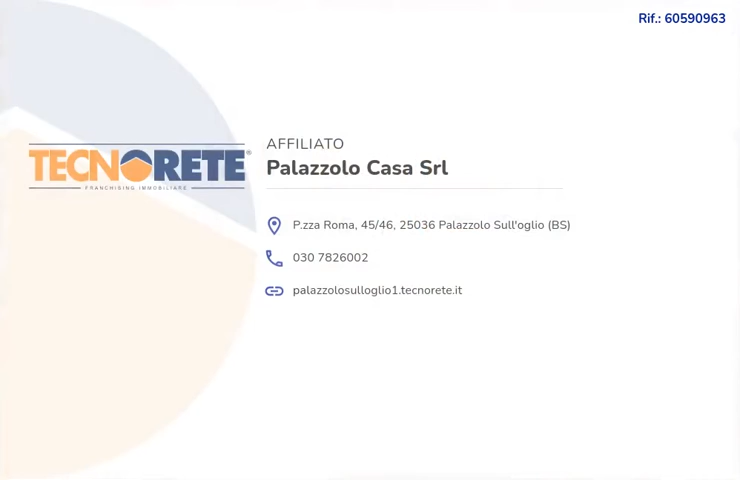 Rif.: 60590963
AFFILIATO
Palazzolo Casa Srl
TECNORETE®
FRANCHISING IMMOBILIARE
P.zza Roma, 45/46, 25036 Palazzolo Sull'oglio (BS)
030 7826002
palazzolosulloglio1.tecnorete.it